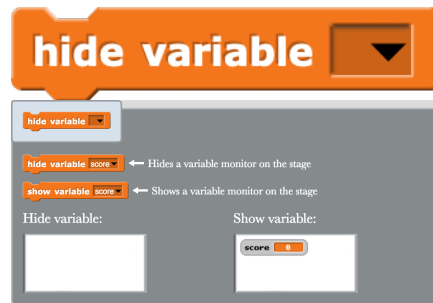 hide variable
hide variable
hide variable score Hides a variable monitor on the stage
show variable score Shows a variable monitor on the stage
Hide variable: Show variable:
score 0